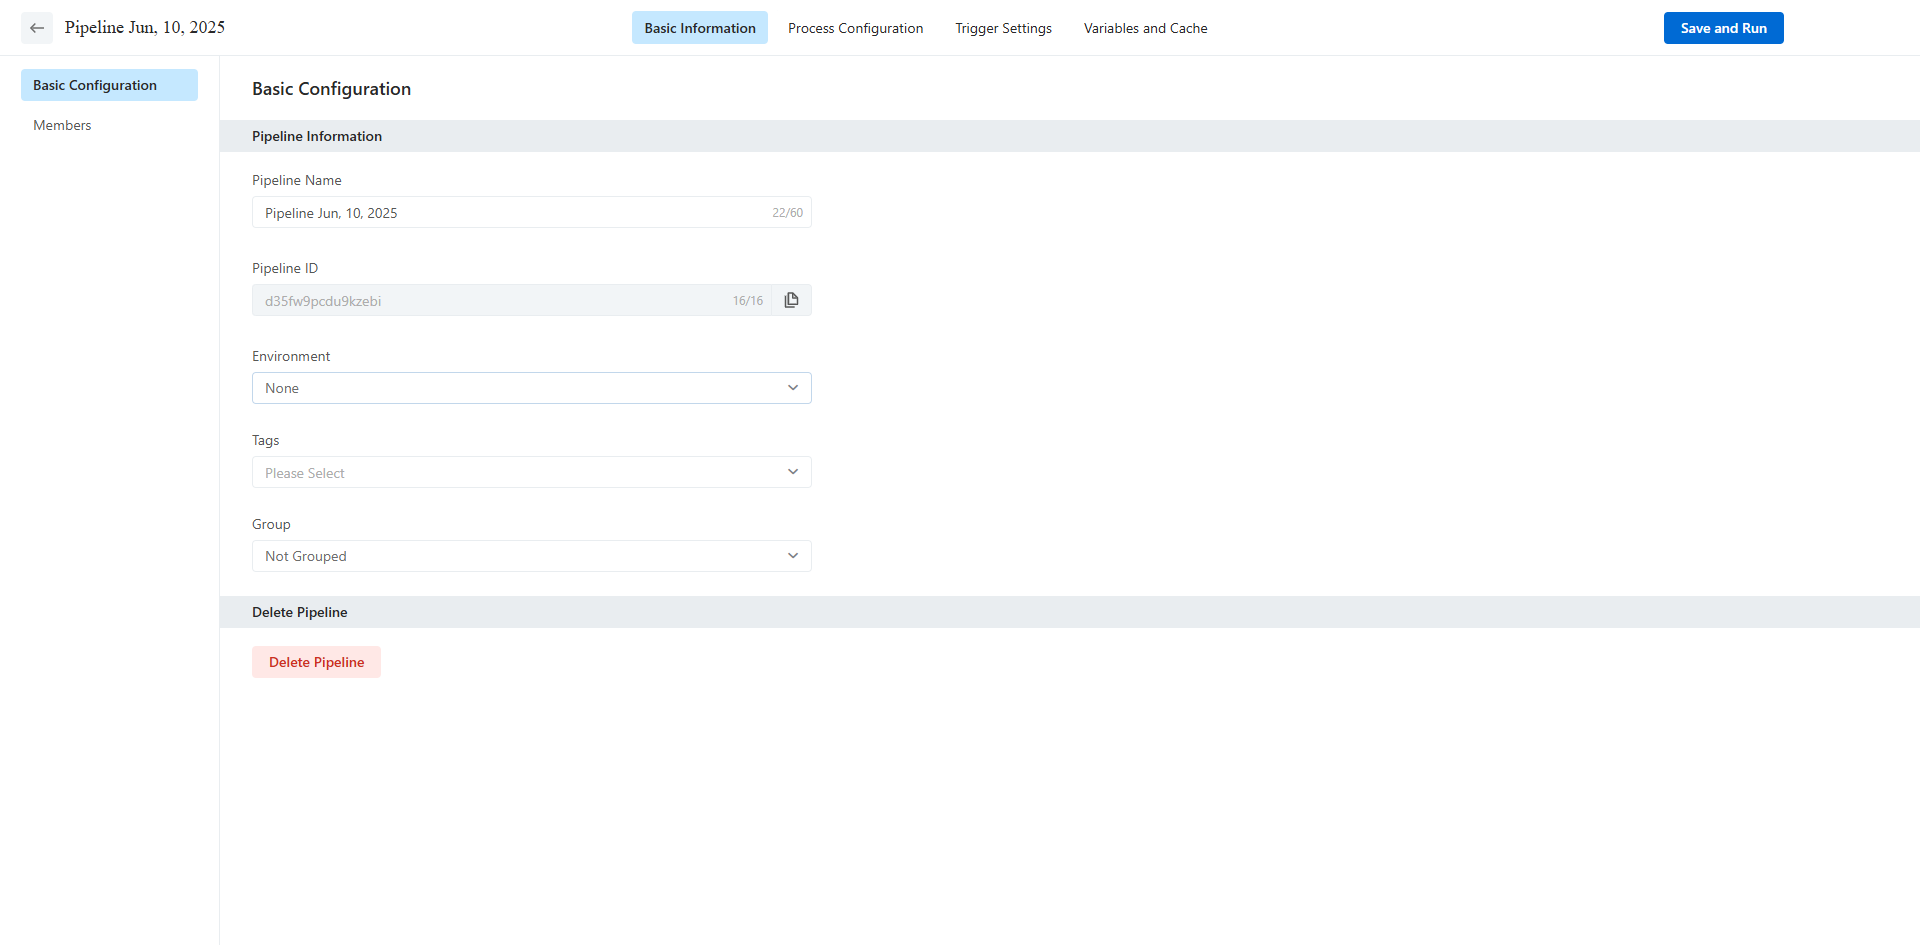 Pipeline Jun, 10, 2025
Basic Information
Process Configuration
Trigger Settings
Variables and Cache
Save and Run
Basic Configuration
Members
Basic Configuration
Pipeline Information
Pipeline Name
Pipeline Jun, 10, 2025
22/60
Pipeline ID
d35fw9pcdu9kzebi
16/16
Environment
None
Tags
Please Select
Group
Not Grouped
Delete Pipeline
Delete Pipeline